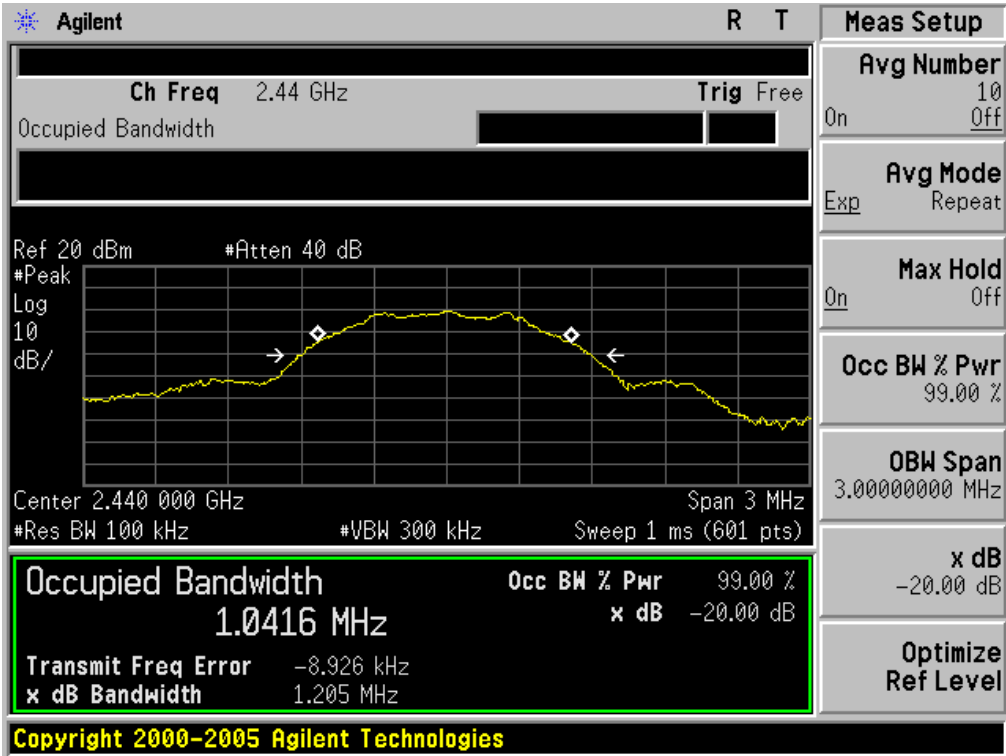 Agilent R T
Ch Freq 2.44 GHz Trig Free
Occupied Bandwidth
Ref 20 dBm #Atten 40 dB
#Peak
Log
10
dB/
Center 2.440 000 GHz Span 3 MHz
#Res BW 100 kHz #VBW 300 kHz Sweep 1 ms (601 pts)
Occupied Bandwidth Occ BW % Pwr 99.00 %
1.0416 MHz x dB -20.00 dB
Transmit Freq Error -8.926 kHz
x dB Bandwidth 1.205 MHz
Copyright 2000-2005 Agilent Technologies
Meas Setup
Avg Number
10
On Off
Avg Mode
Exp Repeat
Max Hold
On Off
Occ BW % Pwr
99.00 %
OBW Span
3.00000000 MHz
x dB
-20.00 dB
Optimize
Ref Level